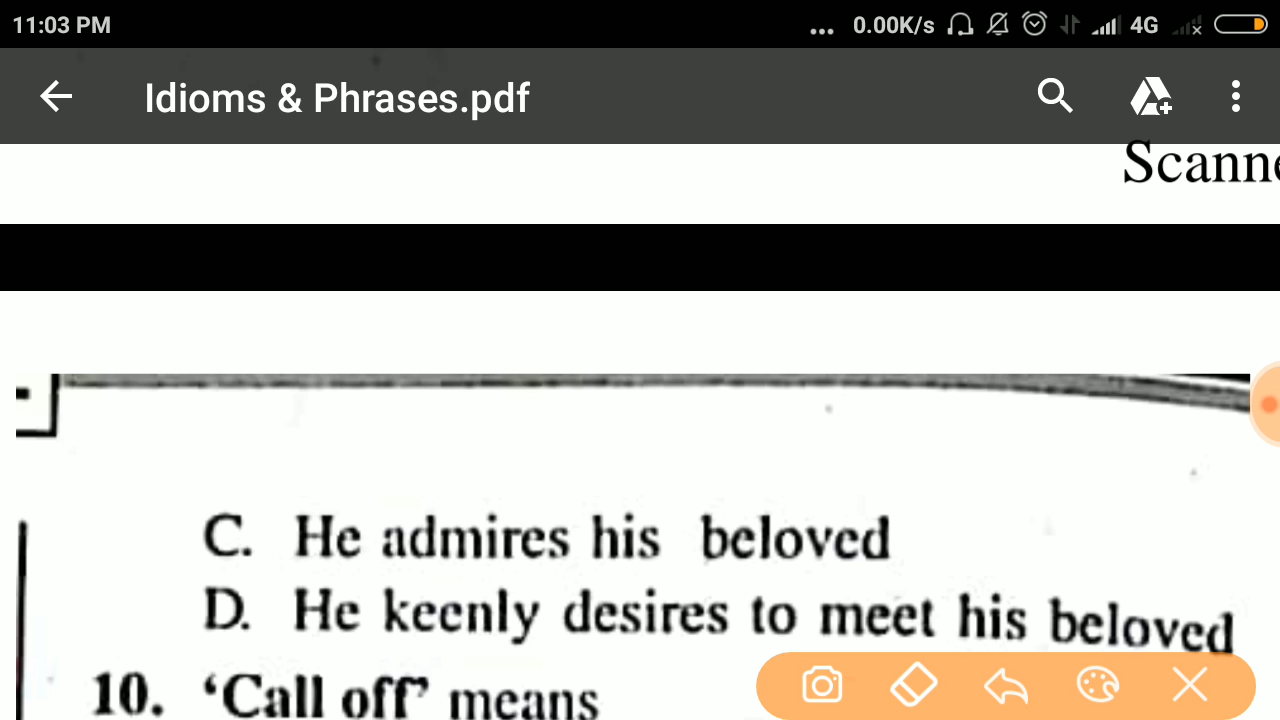 11:03 PM ... 0.00K/s 4G
Idioms & Phrases.pdf
C. He admires his beloved
D. He keenly desires to meet his beloved
10. ‘Call off’ means